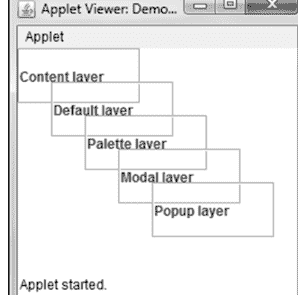 Applet Viewer: Demo...
Applet
Content layer
Default layer
Palette layer
Modal layer
Popup layer
Applet started.